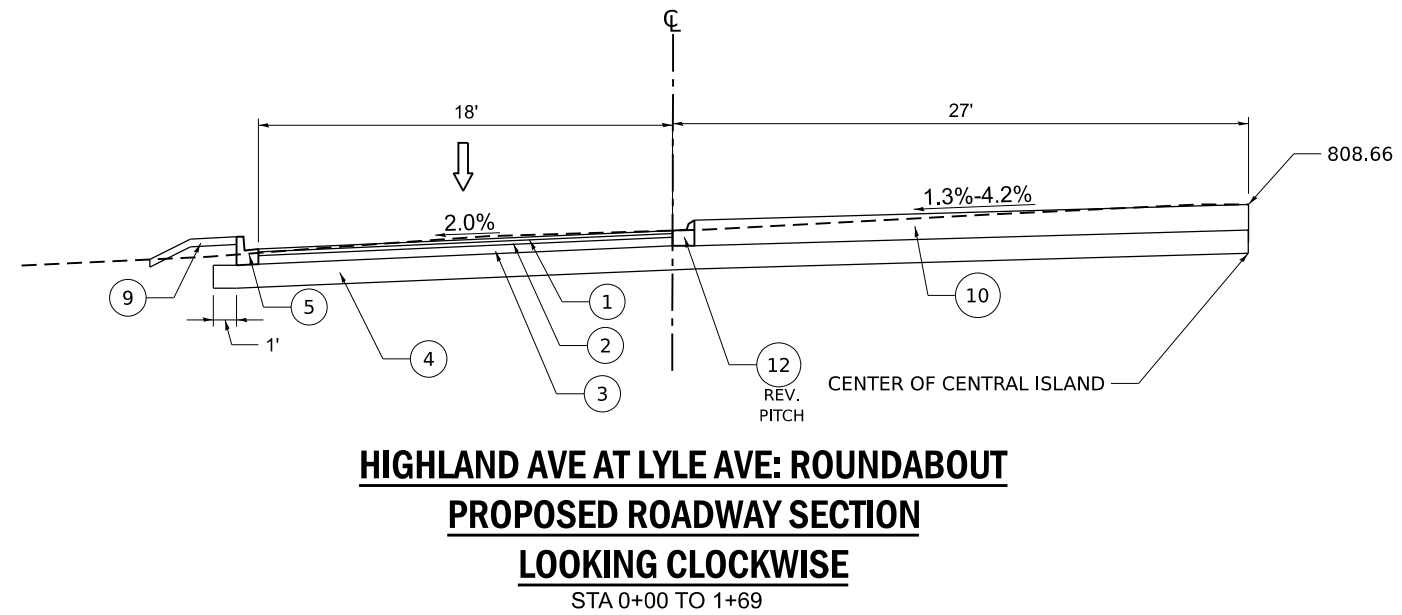 ℄
18'
27'
808.66
1.3%-4.2%
2.0%
9
5
1
10
1'
4
2
12
3
REV.
PITCH
CENTER OF CENTRAL ISLAND
HIGHLAND AVE AT LYLE AVE: ROUNDABOUT
PROPOSED ROADWAY SECTION
LOOKING CLOCKWISE
STA 0+00 TO 1+69